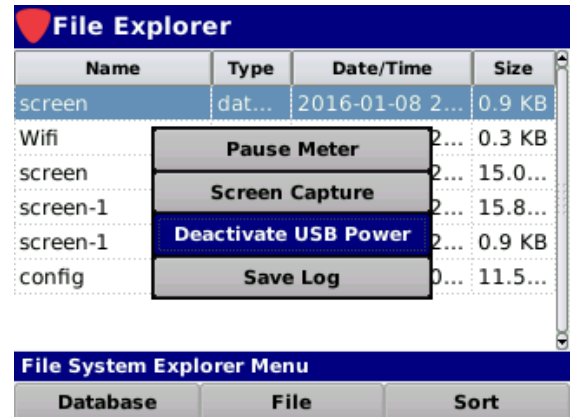 File Explorer
Name Type Date/Time Size
screen dat... 2016-01-08 2... 0.9 KB
Wifi 2... 0.3 KB
Pause Meter
screen 2... 15.0...
Screen Capture
screen-1 2... 15.8...
Deactivate USB Power
screen-1 2... 0.9 KB
config 0... 11.5...
Save Log
File System Explorer Menu
Database File Sort